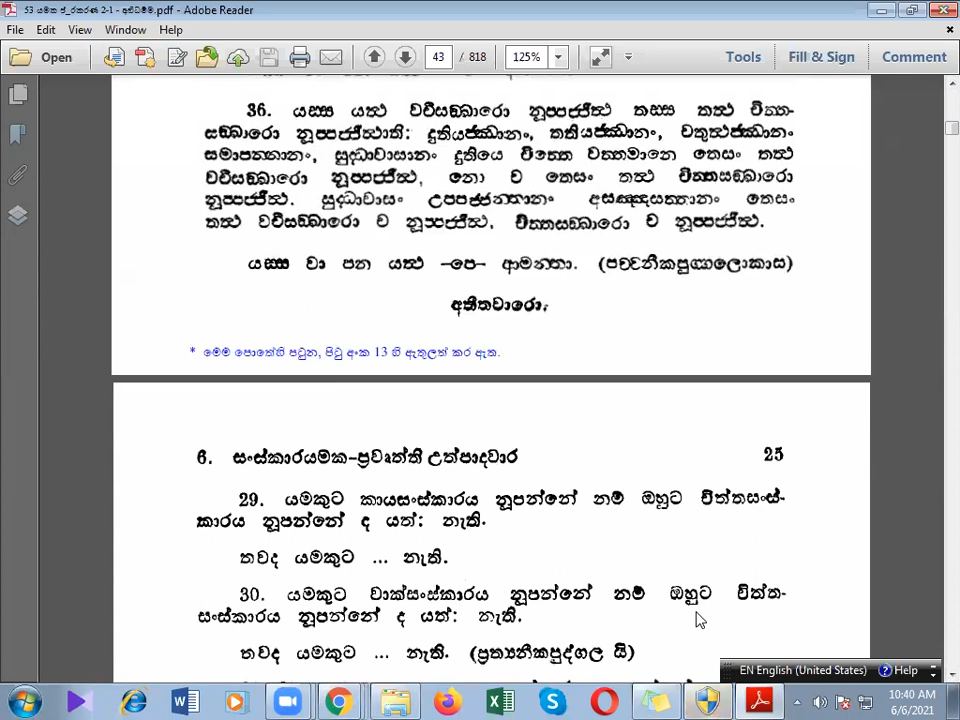 53 යමක ප්‍රකරණ 2-1 - අභිධර්ම.pdf - Adobe Reader
File Edit View Window Help
Open 43 / 818 125% Tools Fill & Sign Comment
36. යස්ස යත්ථ වචීසඞ්ඛාරො නූප්පජ්ජිත්ථ තස්ස තත්ථ චිත්ත-
සඞ්ඛාරො නූප්පජ්ජිත්ථාති: දුතියජ්ඣානං, තතියජ්ඣානං, චතුත්ථජ්ඣානං
සමාපන්නානං, සුද්ධාවාසානං දුතියෙ චිත්තෙ වත්තමානෙ තෙසං තත්ථ
වචීසඞ්ඛාරො නූප්පජ්ජිත්ථ, නො ච තෙසං තත්ථ චිත්තසඞ්ඛාරො
නූප්පජ්ජිත්ථ. සුද්ධාවාසං උපපජ්ජන්තානං අසඤ්ඤසත්තානං තෙසං
තත්ථ වචීසඞ්ඛාරො ච නූප්පජ්ජිත්ථ, චිත්තසඞ්ඛාරො ච නූප්පජ්ජිත්ථ.
යස්ස වා පන යත්ථ –පෙ– ආමන්තා. (පච්චනීකපුග්ගලොකාස)
අතීතවාරො.
* මෙම පොතේහි පටුන, පිටු අංක 13 හි ඇතුලත් කර ඇත.
6. සංස්කාරයමක-ප්‍රවෘත්ති උත්පාදවාර 25
29. යමකුට කායසංස්කාරය නූපන්නේ නම් ඔහුට චිත්තසංස්-
කාරය නූපන්නේ ද යත්: නැති.
තවද යමකුට ... නැති.
30. යමකුට වාක්සංස්කාරය නූපන්නේ නම් ඔහුට චිත්ත-
සංස්කාරය නූපන්නේ ද යත්: නැති.
තවද යමකුට ... නැති. (ප්‍රත්‍යනීකපුද්ගල යි)
EN English (United States) Help
10:40 AM
6/6/2021